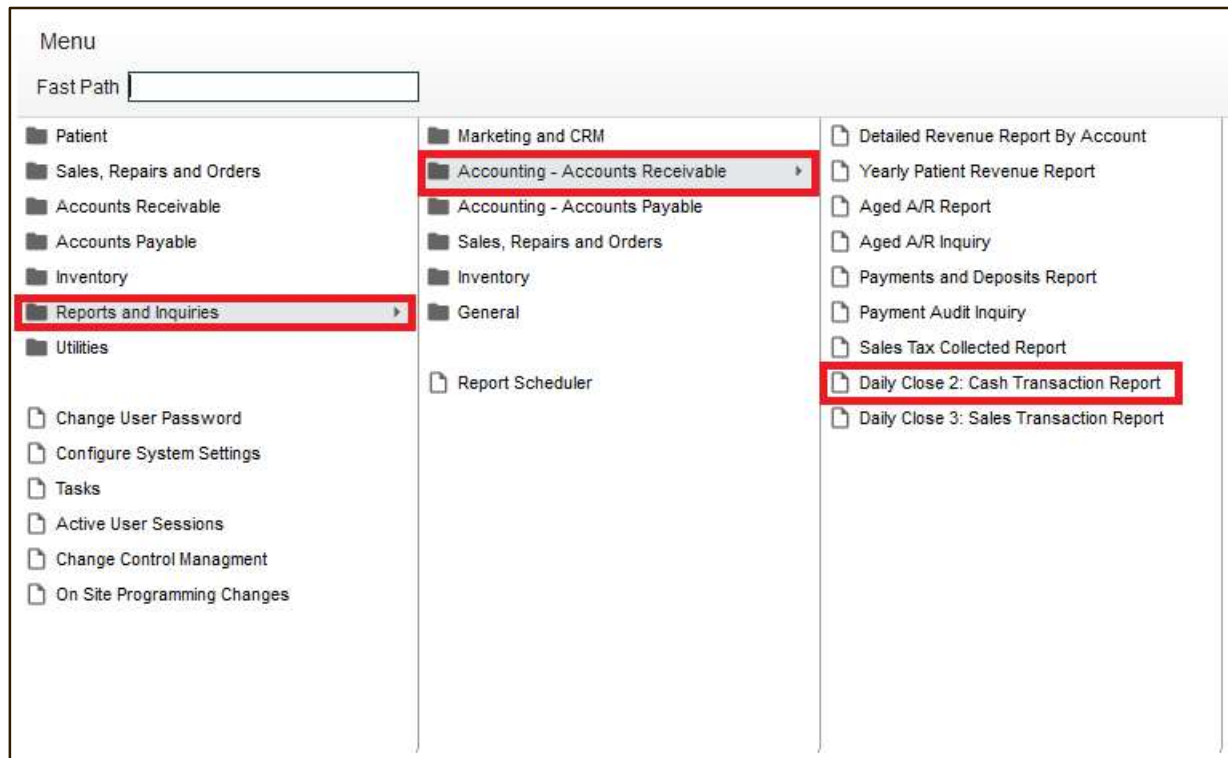 Menu
Fast Path
Patient
Sales, Repairs and Orders
Accounts Receivable
Accounts Payable
Inventory
Reports and Inquiries
Utilities
Change User Password
Configure System Settings
Tasks
Active User Sessions
Change Control Managment
On Site Programming Changes
Marketing and CRM
Accounting - Accounts Receivable
Accounting - Accounts Payable
Sales, Repairs and Orders
Inventory
General
Report Scheduler
Detailed Revenue Report By Account
Yearly Patient Revenue Report
Aged A/R Report
Aged A/R Inquiry
Payments and Deposits Report
Payment Audit Inquiry
Sales Tax Collected Report
Daily Close 2: Cash Transaction Report
Daily Close 3: Sales Transaction Report